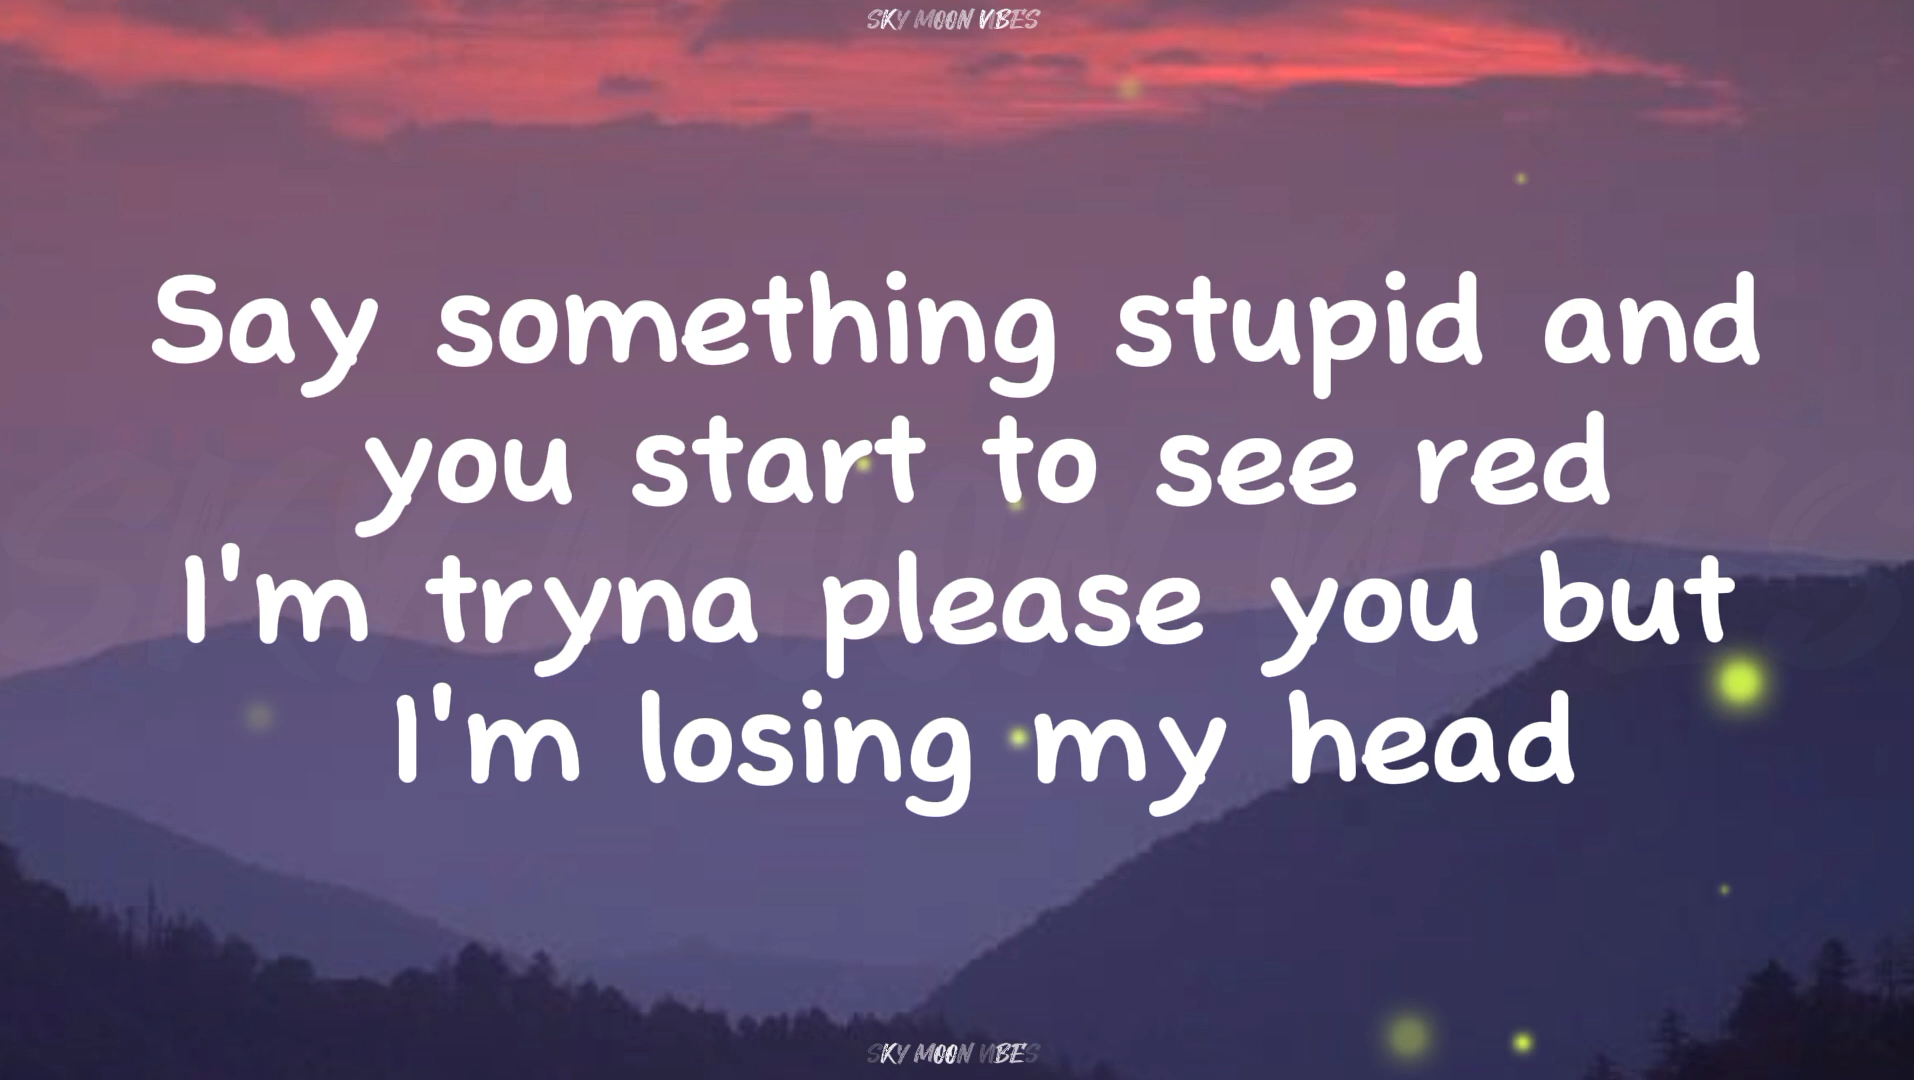 SKY MOON VIBES
Say something stupid and
you start to see red
I'm tryna please you but
I'm losing my head
SKY MOON VIBES